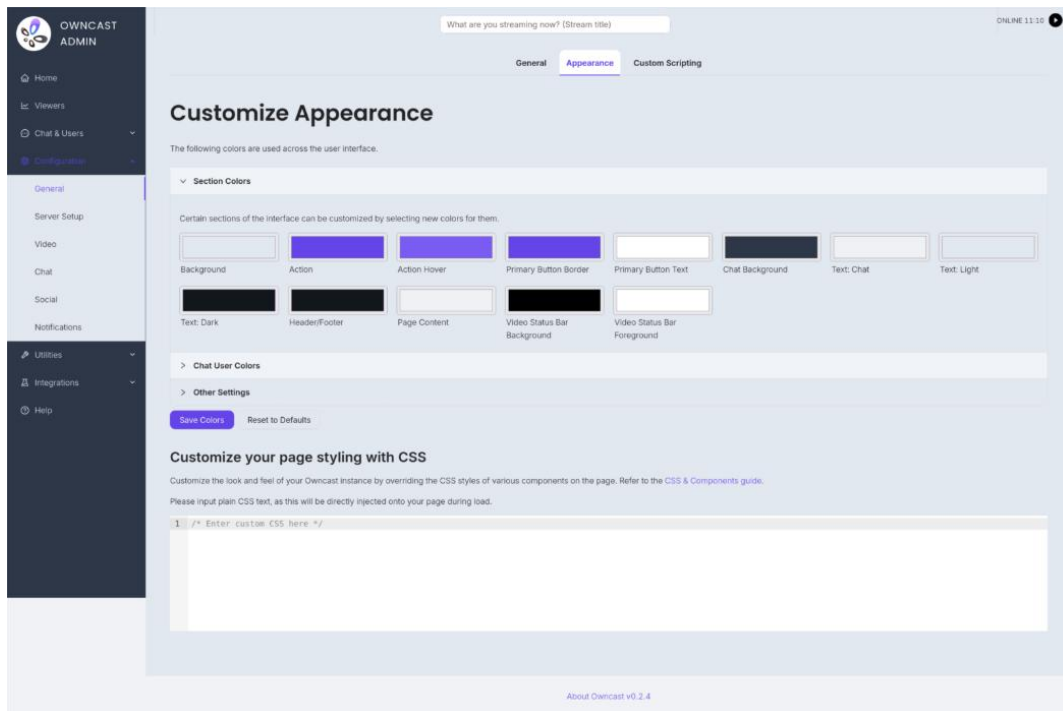 OWNCAST
ADMIN
What are you streaming now? (Stream title)
ONLINE 11:10
Home
Viewers
Chat & Users
Configuration
General
Server Setup
Video
Chat
Social
Notifications
Utilities
Integrations
Help
General Appearance Custom Scripting
Customize Appearance
The following colors are used across the user interface.
Section Colors
Certain sections of the interface can be customized by selecting new colors for them.
Background Action Action Hover Primary Button Border Primary Button Text Chat Background Text: Chat Text: Light
Text: Dark Header/Footer Page Content Video Status Bar Background Video Status Bar Foreground
Chat User Colors
Other Settings
Save Colors Reset to Defaults
Customize your page styling with CSS
Customize the look and feel of your Owncast instance by overriding the CSS styles of various components on the page. Refer to the CSS & Components guide.
Please input plain CSS text, as this will be directly injected onto your page during load.
1 /* Enter custom CSS here */
About Owncast v0.2.4